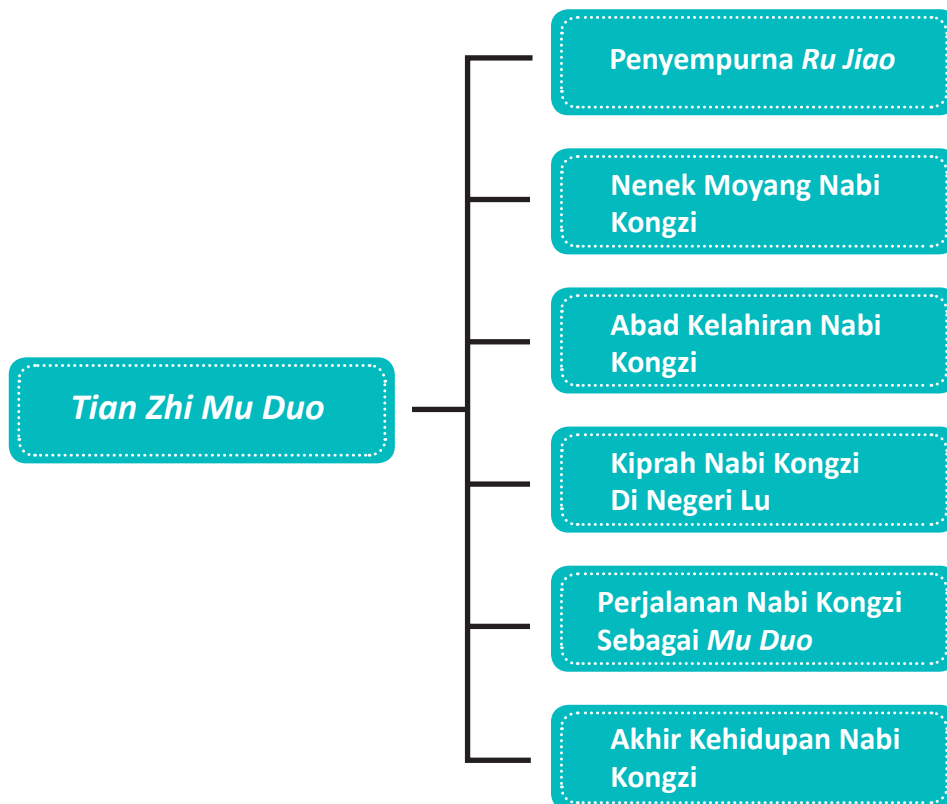 Penyempurna Ru Jiao
Nenek Moyang Nabi
Kongzi
Abad Kelahiran Nabi
Kongzi
Tian Zhi Mu Duo
Kiprah Nabi Kongzi
Di Negeri Lu
Perjalanan Nabi Kongzi
Sebagai Mu Duo
Akhir Kehidupan Nabi
Kongzi